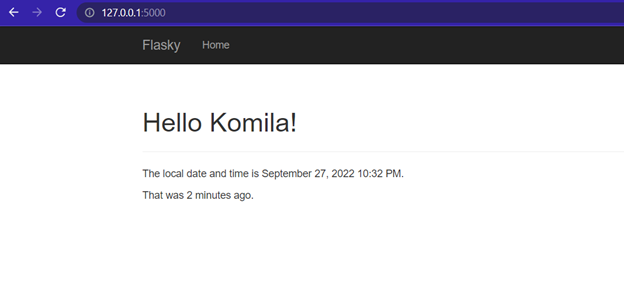 127.0.0.1:5000
Flasky Home
Hello Komila!
The local date and time is September 27, 2022 10:32 PM.
That was 2 minutes ago.